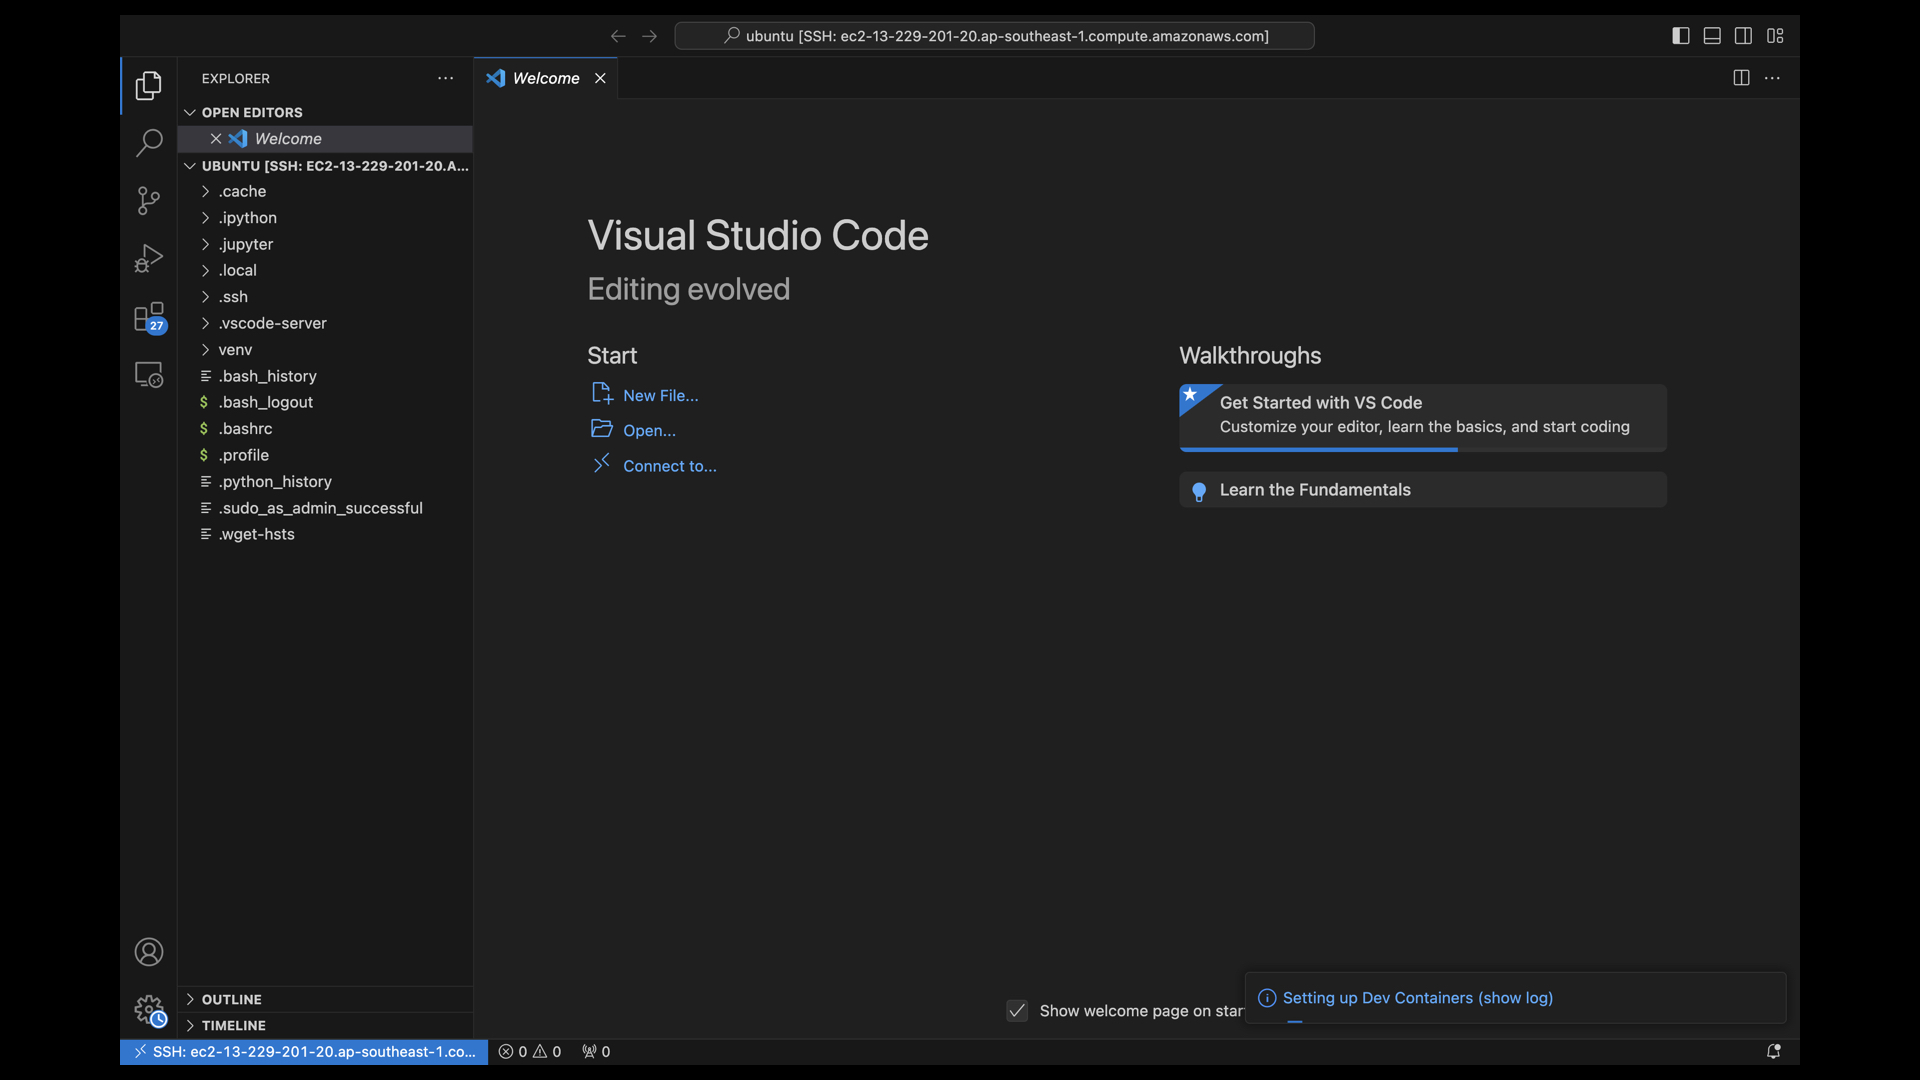 ubuntu [SSH: ec2-13-229-201-20.ap-southeast-1.compute.amazonaws.com]
EXPLORER
Welcome
OPEN EDITORS
Welcome
UBUNTU [SSH: EC2-13-229-201-20.A...
.cache
.ipython
.jupyter
.local
.ssh
.vscode-server
venv
.bash_history
$ .bash_logout
$ .bashrc
$ .profile
.python_history
.sudo_as_admin_successful
.wget-hsts
27
OUTLINE
TIMELINE
Visual Studio Code
Editing evolved
Start
New File...
Open...
Connect to...
Walkthroughs
Get Started with VS Code
Customize your editor, learn the basics, and start coding
Learn the Fundamentals
Show welcome page on star
Setting up Dev Containers (show log)
SSH: ec2-13-229-201-20.ap-southeast-1.co... 0 0 0